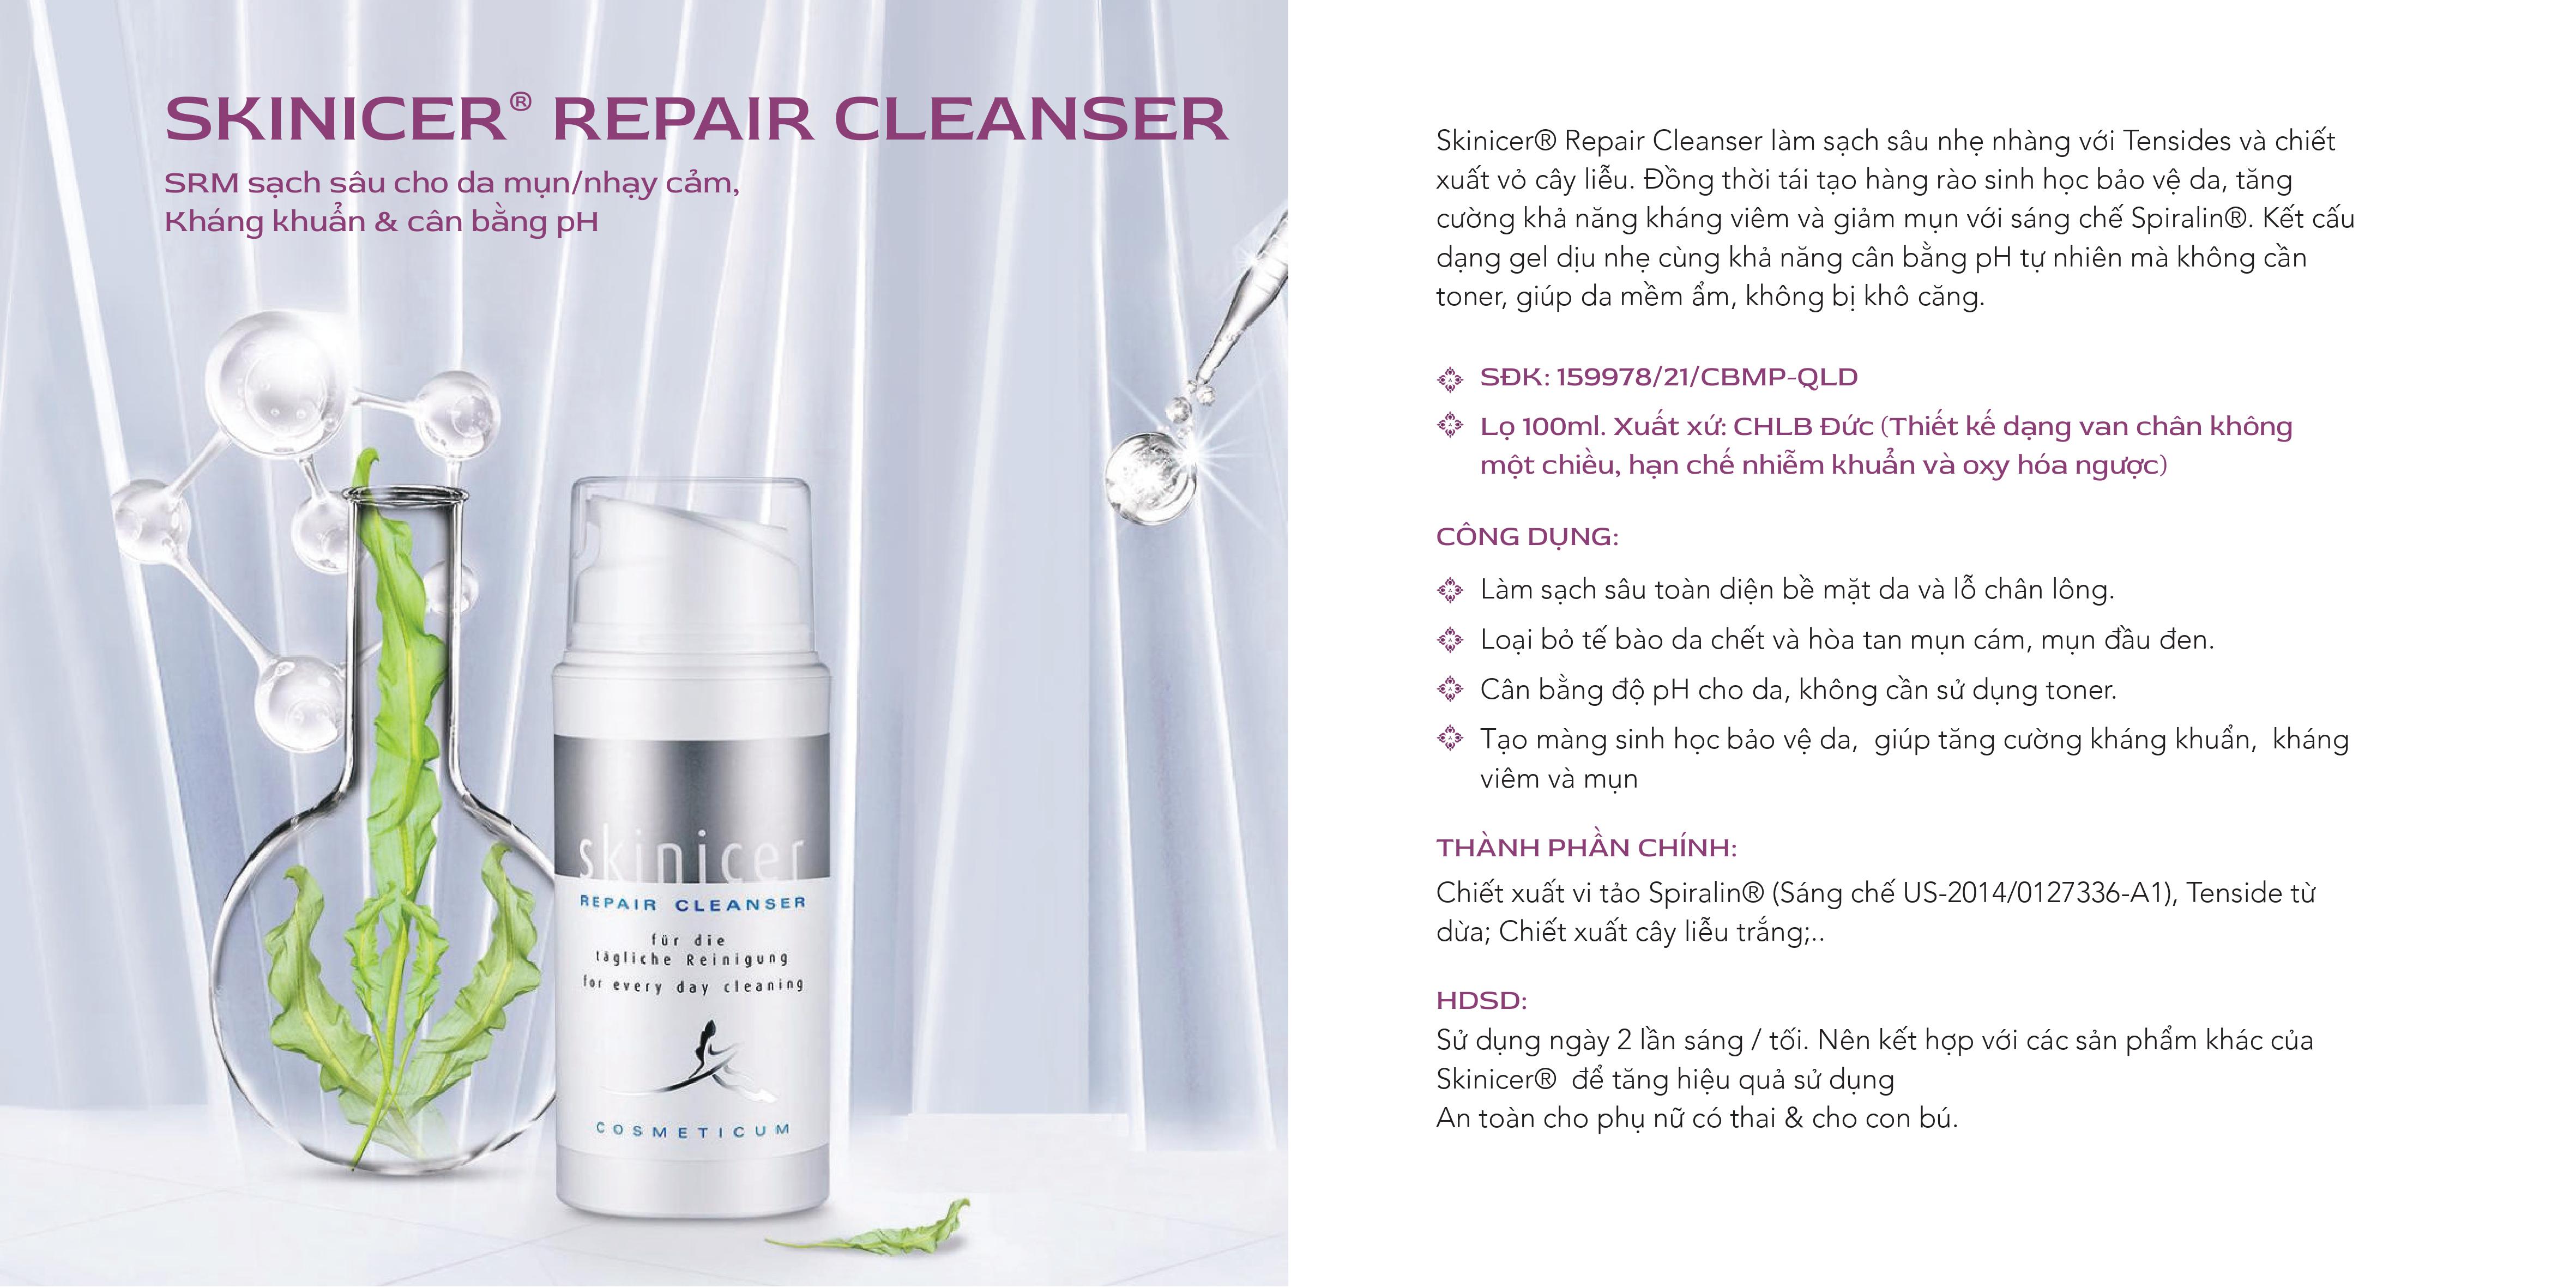 SKINICER® REPAIR CLEANSER
SRM sạch sâu cho da mụn/nhạy cảm,
Kháng khuẩn & cân bằng pH
skinicer
REPAIR CLEANSER
für die
tägliche Reinigung
for every day cleaning
COSMETICUM
Skinicer® Repair Cleanser làm sạch sâu nhẹ nhàng với Tensides và chiết
xuất vỏ cây liễu. Đồng thời tái tạo hàng rào sinh học bảo vệ da, tăng
cường khả năng kháng viêm và giảm mụn với sáng chế Spiralin®. Kết cấu
dạng gel dịu nhẹ cùng khả năng cân bằng pH tự nhiên mà không cần
toner, giúp da mềm ẩm, không bị khô căng.
SĐK: 159978/21/CBMP-QLD
Lọ 100ml. Xuất xứ: CHLB Đức (Thiết kế dạng van chân không
một chiều, hạn chế nhiễm khuẩn và oxy hóa ngược)
CÔNG DỤNG:
Làm sạch sâu toàn diện bề mặt da và lỗ chân lông.
Loại bỏ tế bào da chết và hòa tan mụn cám, mụn đầu đen.
Cân bằng độ pH cho da, không cần sử dụng toner.
Tạo màng sinh học bảo vệ da, giúp tăng cường kháng khuẩn, kháng
viêm và mụn
THÀNH PHẦN CHÍNH:
Chiết xuất vi tảo Spiralin® (Sáng chế US-2014/0127336-A1), Tenside từ
dừa; Chiết xuất cây liễu trắng;..
HDSD:
Sử dụng ngày 2 lần sáng / tối. Nên kết hợp với các sản phẩm khác của
Skinicer® để tăng hiệu quả sử dụng
An toàn cho phụ nữ có thai & cho con bú.